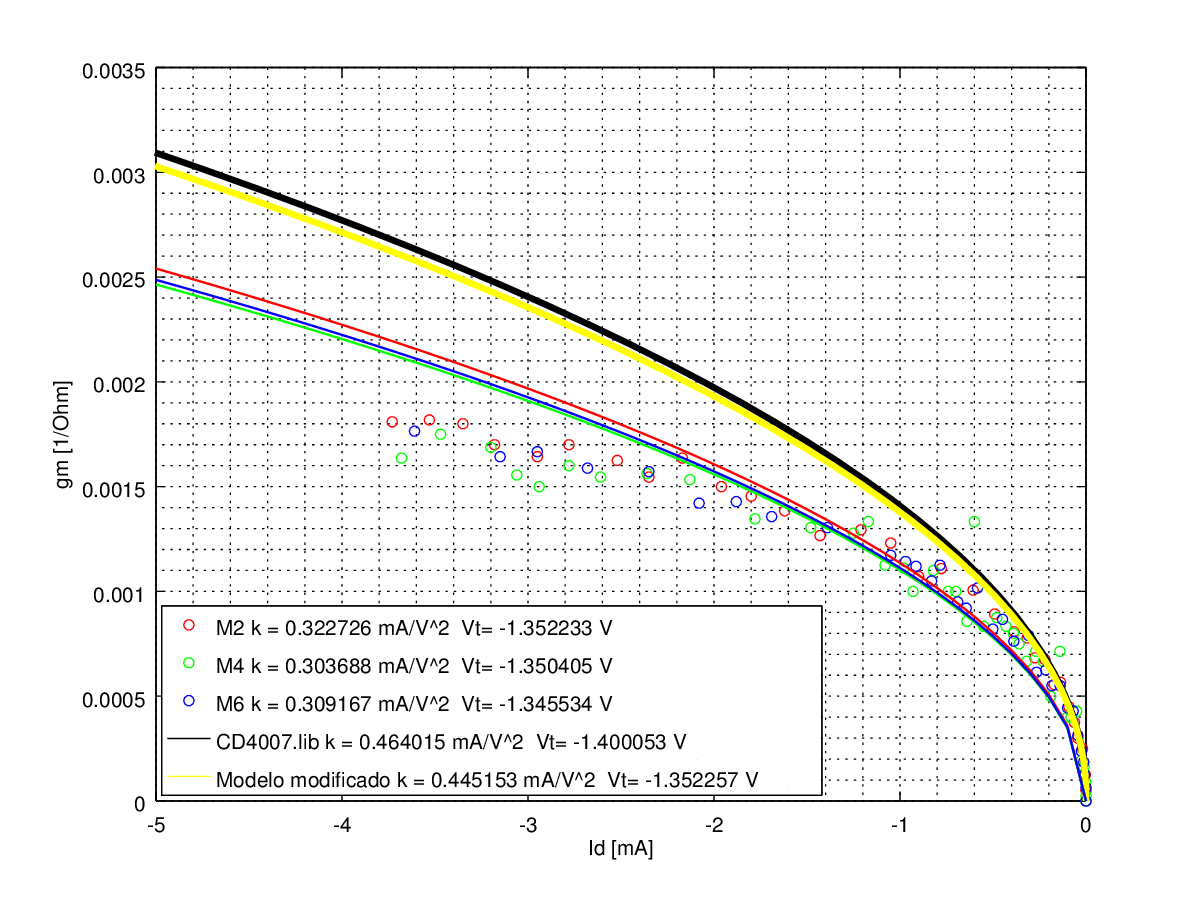 0.0035
0.003
0.0025
0.002
0.0015
0.001
0.0005
0
gm [1/Ohm]
M2 k = 0.322726 mA/V^2  Vt= -1.352233 V
M4 k = 0.303688 mA/V^2  Vt= -1.350405 V
M6 k = 0.309167 mA/V^2  Vt= -1.345534 V
CD4007.lib k = 0.464015 mA/V^2  Vt= -1.400053 V
Modelo modificado k = 0.445153 mA/V^2  Vt= -1.352257 V
-5 -4 -3 -2 -1 0
Id [mA]